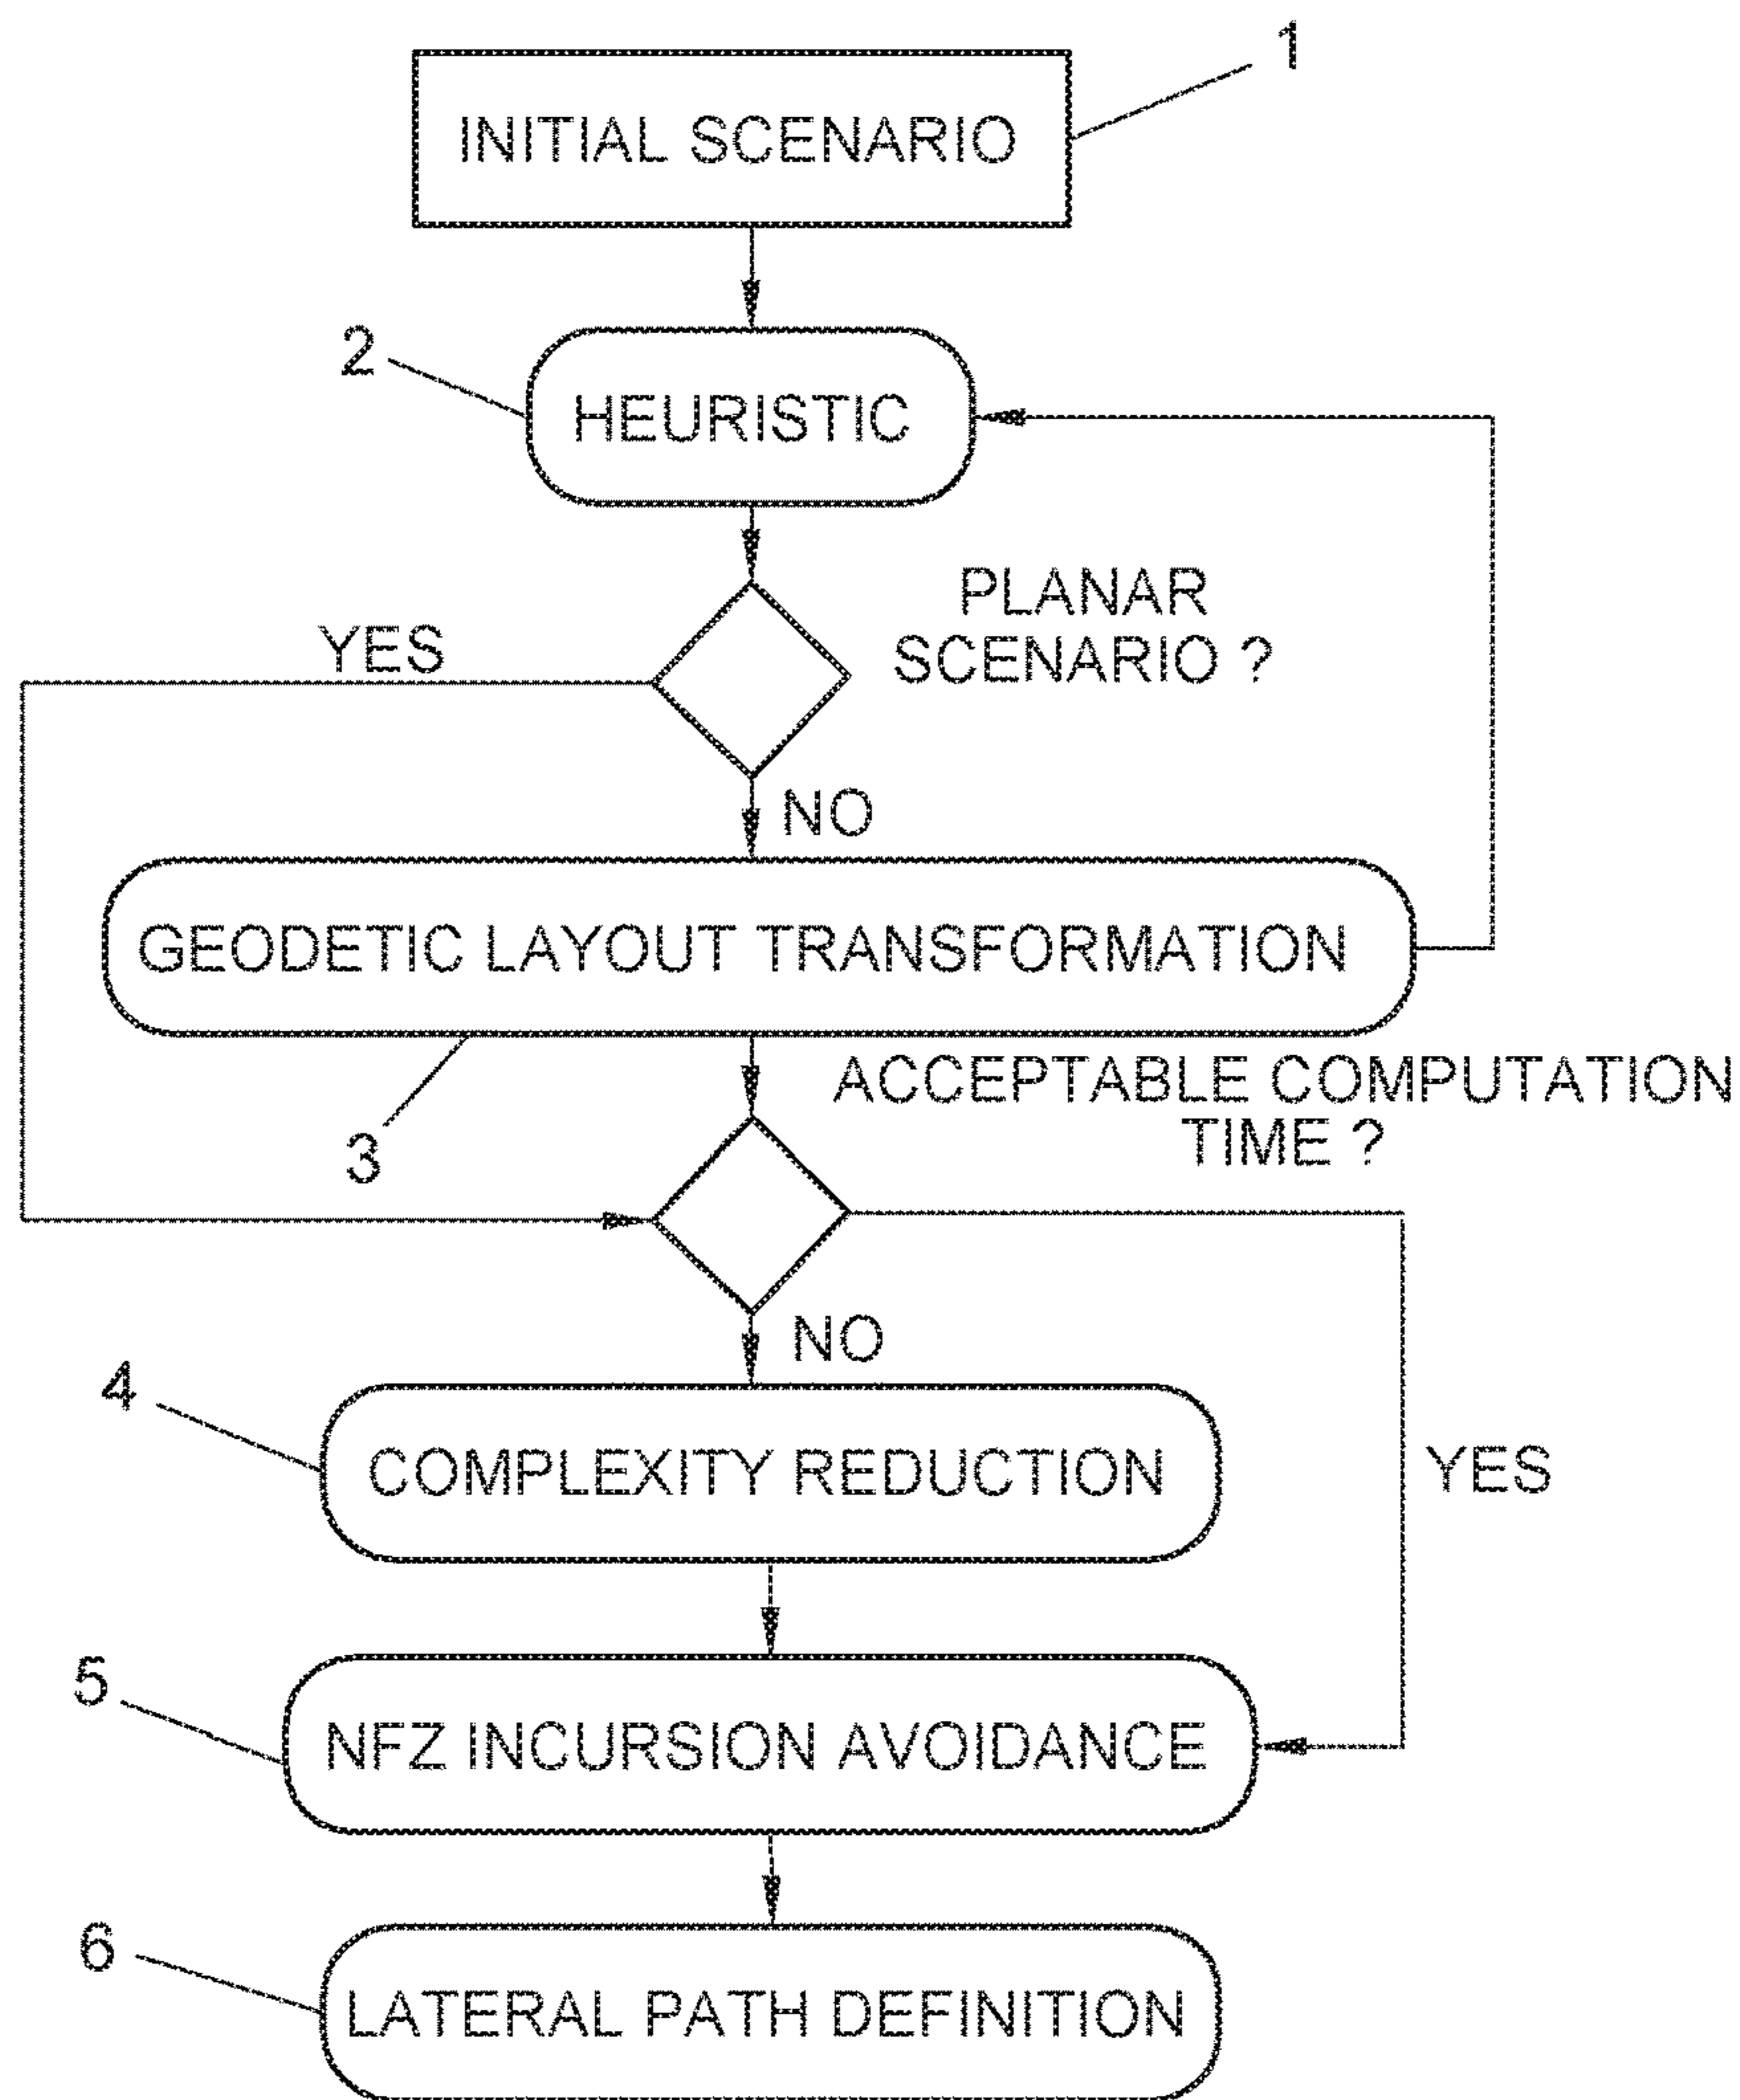 1
INITIAL SCENARIO
2
HEURISTIC
PLANAR
SCENARIO ?
YES
NO
GEODETIC LAYOUT TRANSFORMATION
3
ACCEPTABLE COMPUTATION
TIME ?
NO
4
COMPLEXITY REDUCTION
YES
5
NFZ INCURSION AVOIDANCE
6
LATERAL PATH DEFINITION